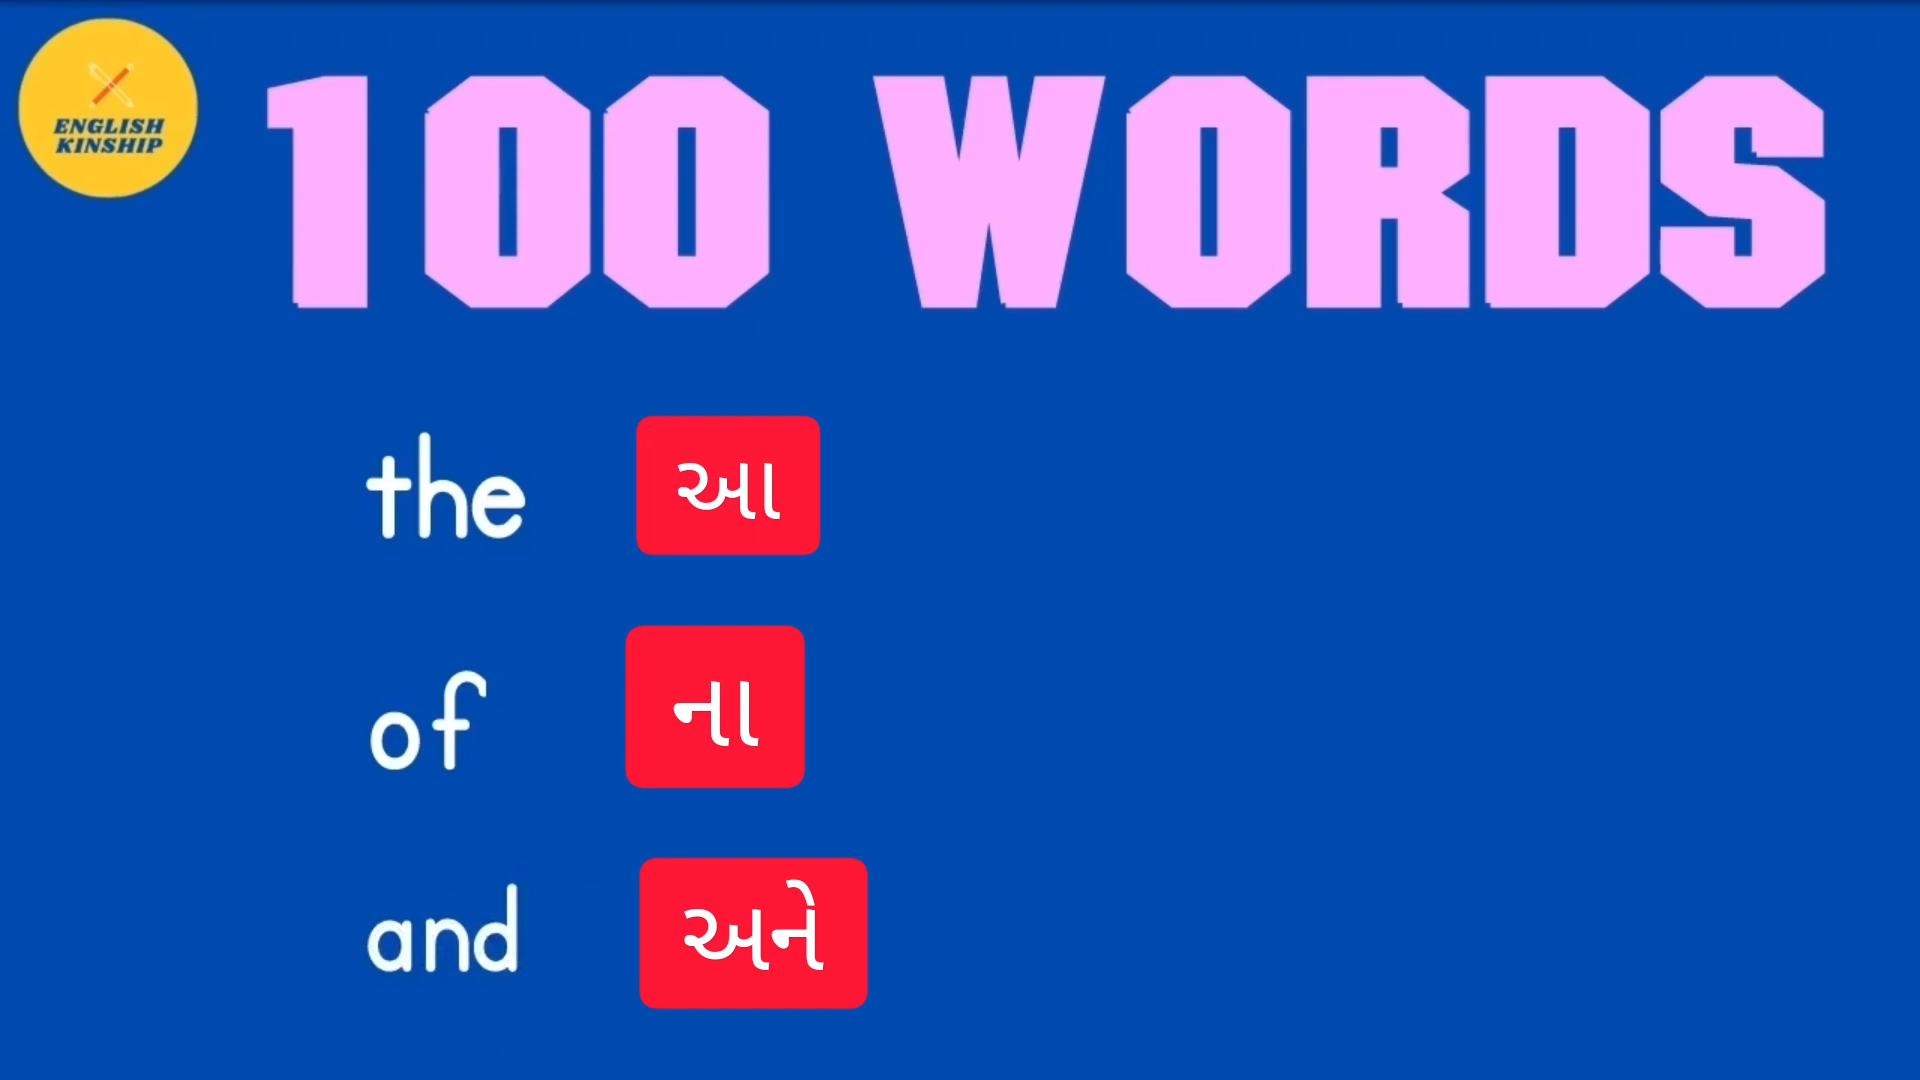 ENGLISH
KINSHIP
100 WORDS
the આ
of ના
and અને